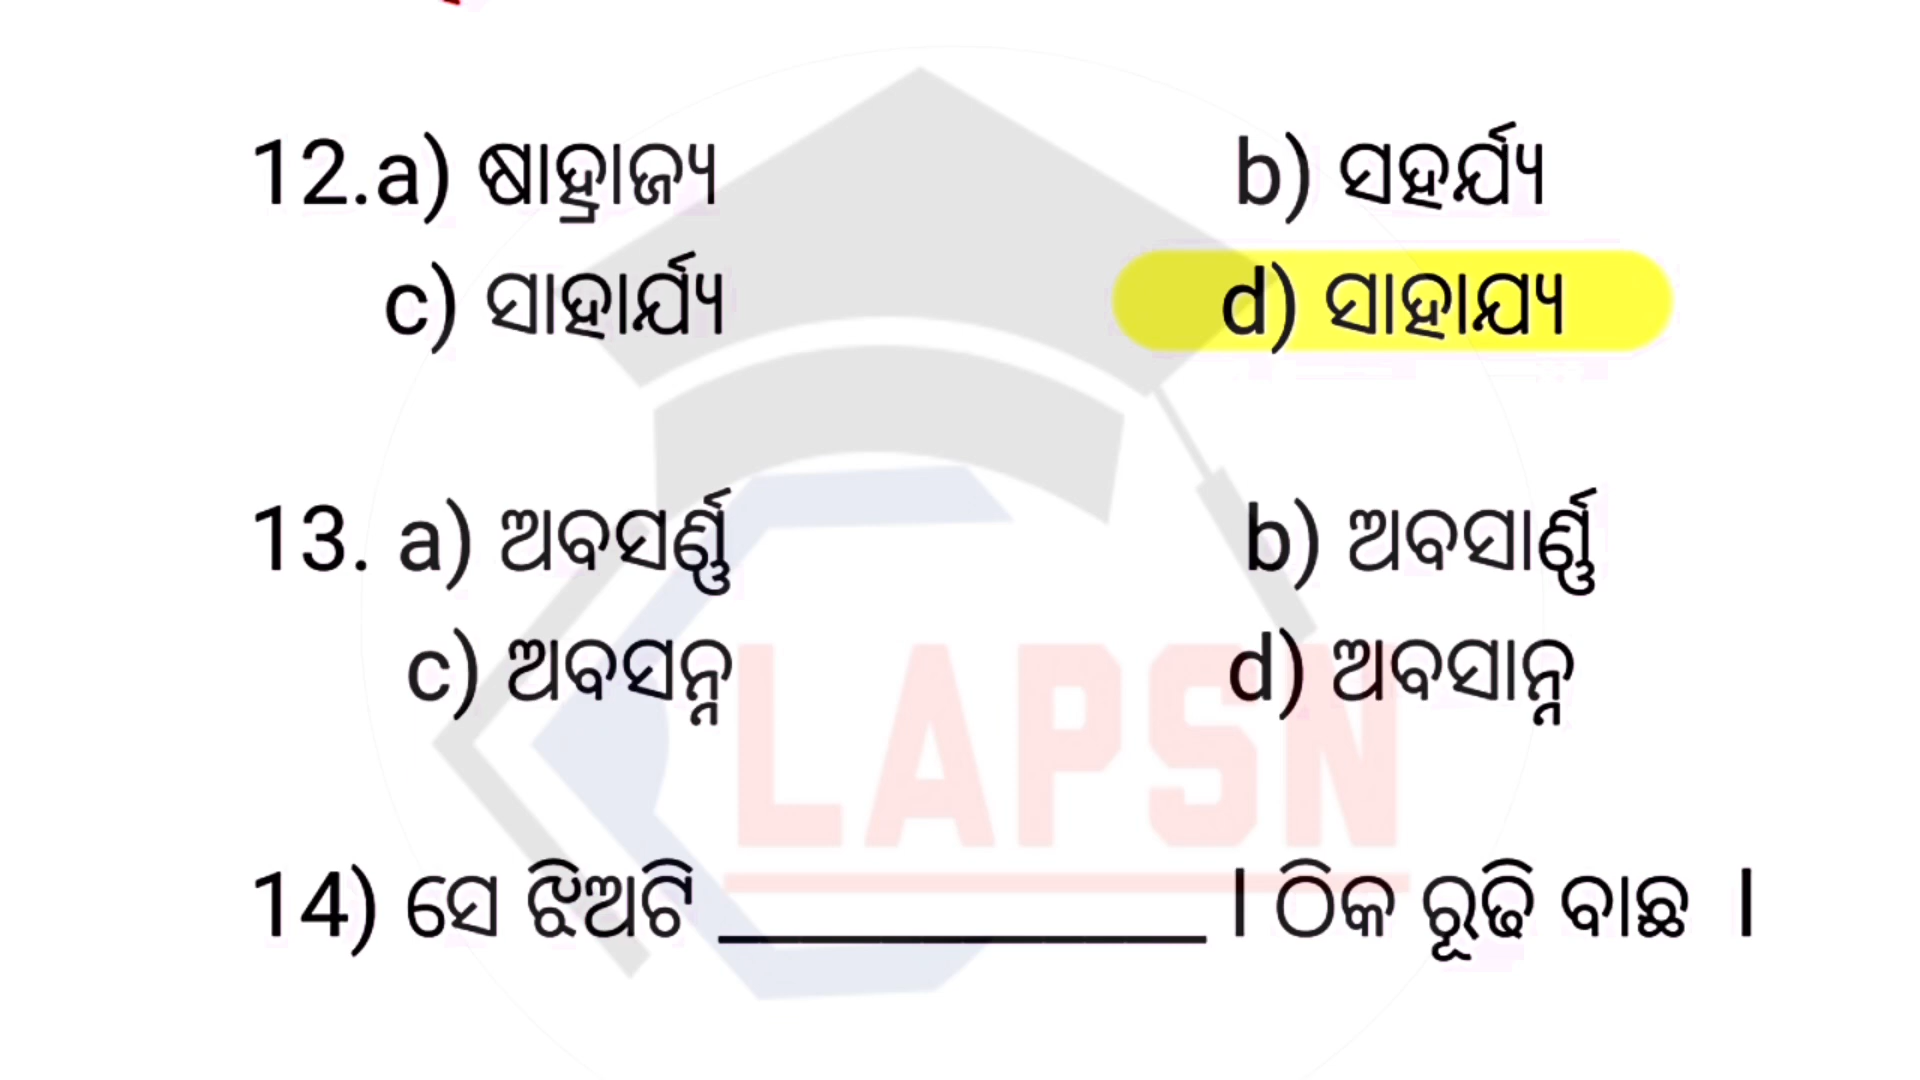 12.a) ଷାହ୍ରାଜ୍ୟ b) ସହର୍ଯ୍ୟ
c) ସାହାର୍ଯ୍ୟ d) ସାହାଯ୍ୟ
13. a) ଅବସର୍ଣ୍ଣ b) ଅବସାର୍ଣ୍ଣ
c) ଅବସନ୍ନ d) ଅବସାନ୍ନ
LAPSN
14) ସେ ଝିଅଟି ____________ । ଠିକ ରୂଢି ବାଛ ।